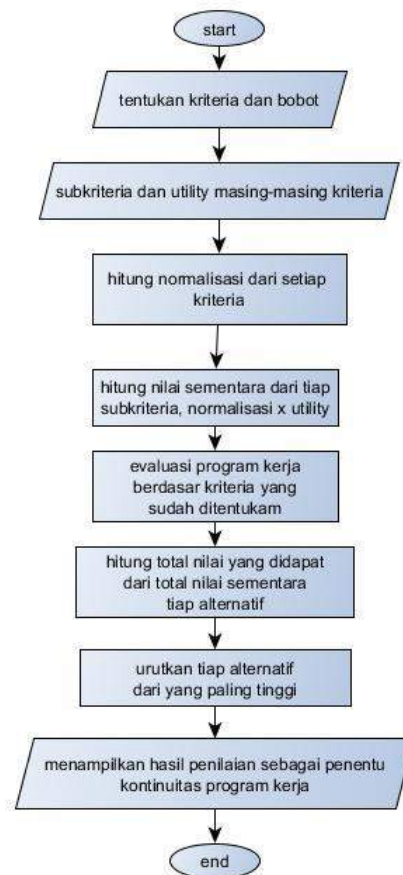 start
tentukan kriteria dan bobot
subkriteria dan utility masing-masing kriteria
hitung normalisasi dari setiap
kriteria
hitung nilai sementara dari tiap
subkriteria, normalisasi x utility
evaluasi program kerja
berdasar kriteria yang
sudah ditentukam
hitung total nilai yang didapat
dari total nilai sementara
tiap alternatif
urutkan tiap alternatif
dari yang paling tinggi
menampilkan hasil penilaian sebagai penentu
kontinuitas program kerja
end